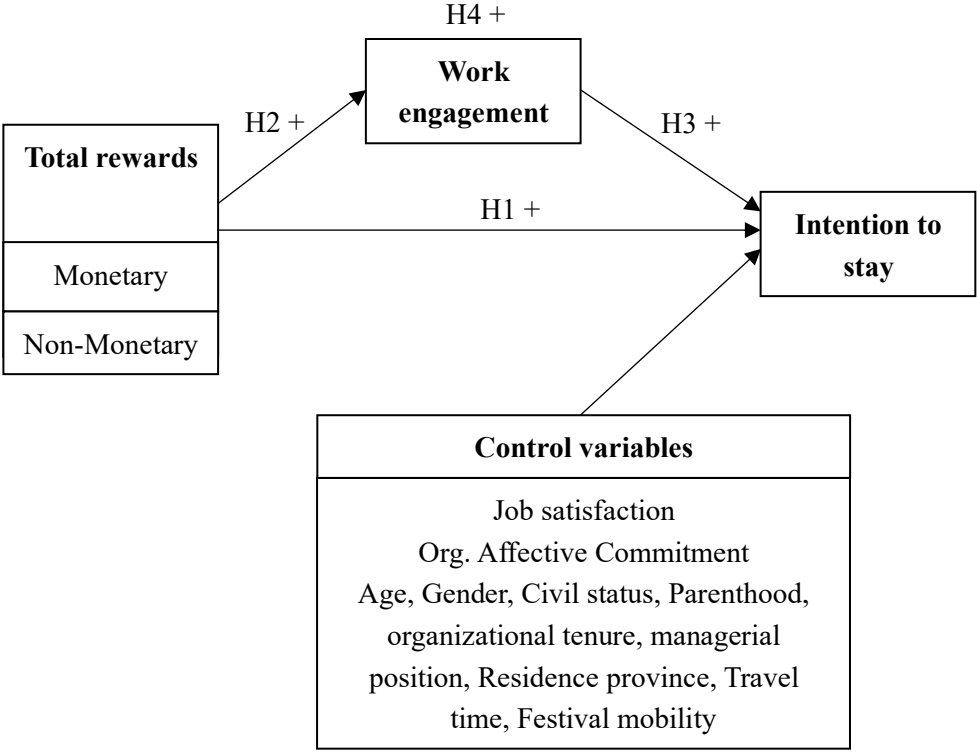 H4 +
Work
engagement
H2 +
H3 +
Total rewards
H1 +
Intention to
stay
Monetary
Non-Monetary
Control variables
Job satisfaction
Org. Affective Commitment
Age, Gender, Civil status, Parenthood,
organizational tenure, managerial
position, Residence province, Travel
time, Festival mobility